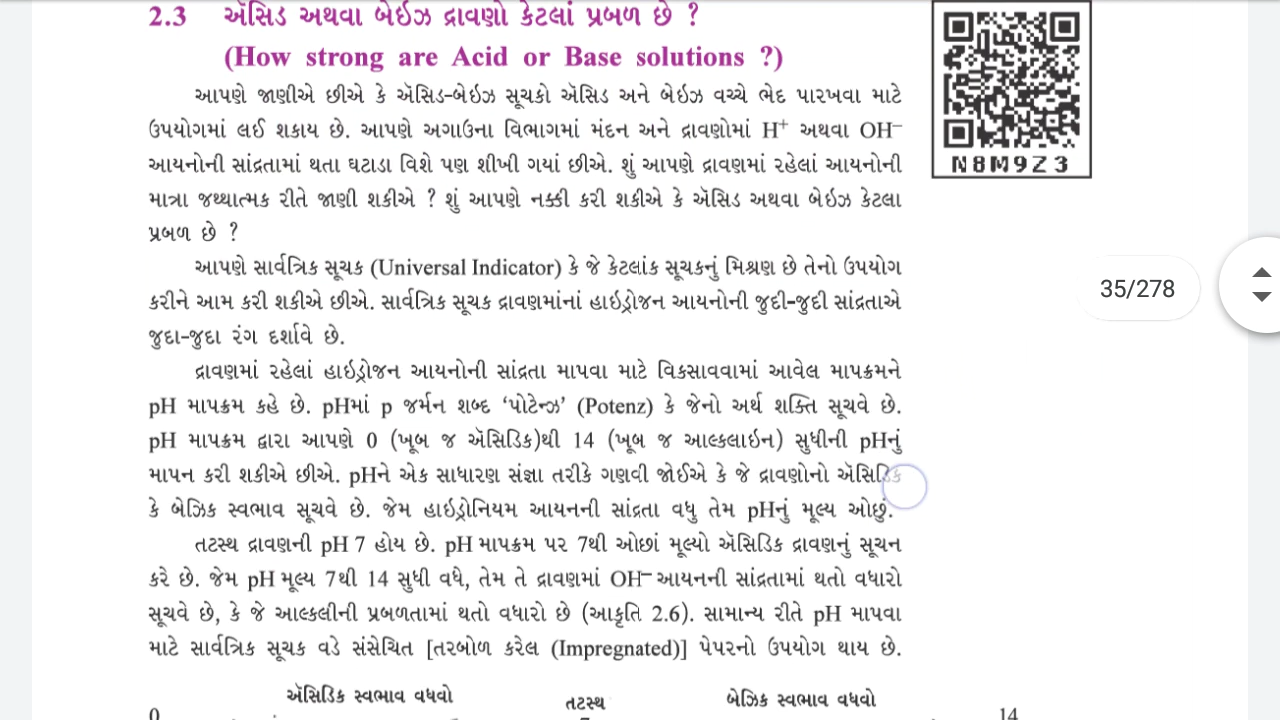 2.3 ઍસિડ અથવા બેઇઝ દ્રાવણો કેટલાં પ્રબળ છે ?
(How strong are Acid or Base solutions ?)
આપણે જાણીએ છીએ કે ઍસિડ-બેઇઝ સૂચકો ઍસિડ અને બેઇઝ વચ્ચે ભેદ પારખવા માટે
ઉપયોગમાં લઈ શકાય છે. આપણે અગાઉના વિભાગમાં મંદન અને દ્રાવણોમાં H⁺ અથવા OH⁻
આયનોની સાંદ્રતામાં થતા ઘટાડા વિશે પણ શીખી ગયાં છીએ. શું આપણે દ્રાવણમાં રહેલાં આયનોની
માત્રા જથ્થાત્મક રીતે જાણી શકીએ ? શું આપણે નક્કી કરી શકીએ કે ઍસિડ અથવા બેઇઝ કેટલા
પ્રબળ છે ?
આપણે સાર્વત્રિક સૂચક (Universal Indicator) કે જે કેટલાંક સૂચકનું મિશ્રણ છે તેનો ઉપયોગ
કરીને આમ કરી શકીએ છીએ. સાર્વત્રિક સૂચક દ્રાવણમાંનાં હાઇડ્રોજન આયનોની જુદી-જુદી સાંદ્રતાએ
જુદા-જુદા રંગ દર્શાવે છે.
દ્રાવણમાં રહેલાં હાઇડ્રોજન આયનોની સાંદ્રતા માપવા માટે વિકસાવવામાં આવેલ માપક્રમને
pH માપક્રમ કહે છે. pHમાં p જર્મન શબ્દ ‘પોટેન્ઝ’ (Potenz) કે જેનો અર્થ શક્તિ સૂચવે છે.
pH માપક્રમ દ્વારા આપણે 0 (ખૂબ જ ઍસિડિક)થી 14 (ખૂબ જ આલ્કલાઇન) સુધીની pHનું
માપન કરી શકીએ છીએ. pHને એક સાધારણ સંજ્ઞા તરીકે ગણવી જોઈએ કે જે દ્રાવણોનો ઍસિડિક
કે બેઝિક સ્વભાવ સૂચવે છે. જેમ હાઇડ્રોનિયમ આયનની સાંદ્રતા વધુ તેમ pHનું મૂલ્ય ઓછું.
તટસ્થ દ્રાવણની pH 7 હોય છે. pH માપક્રમ પર 7થી ઓછાં મૂલ્યો ઍસિડિક દ્રાવણનું સૂચન
કરે છે. જેમ pH મૂલ્ય 7થી 14 સુધી વધે, તેમ તે દ્રાવણમાં OH⁻ આયનની સાંદ્રતામાં થતો વધારો
સૂચવે છે, કે જે આલ્કલીની પ્રબળતામાં થતો વધારો છે (આકૃતિ 2.6). સામાન્ય રીતે pH માપવા
માટે સાર્વત્રિક સૂચક વડે સંસેચિત [તરબોળ કરેલ (Impregnated)] પેપરનો ઉપયોગ થાય છે.
ઍસિડિક સ્વભાવ વધવો તટસ્થ બેઝિક સ્વભાવ વધવો
0 14
N8M9Z3
35/278